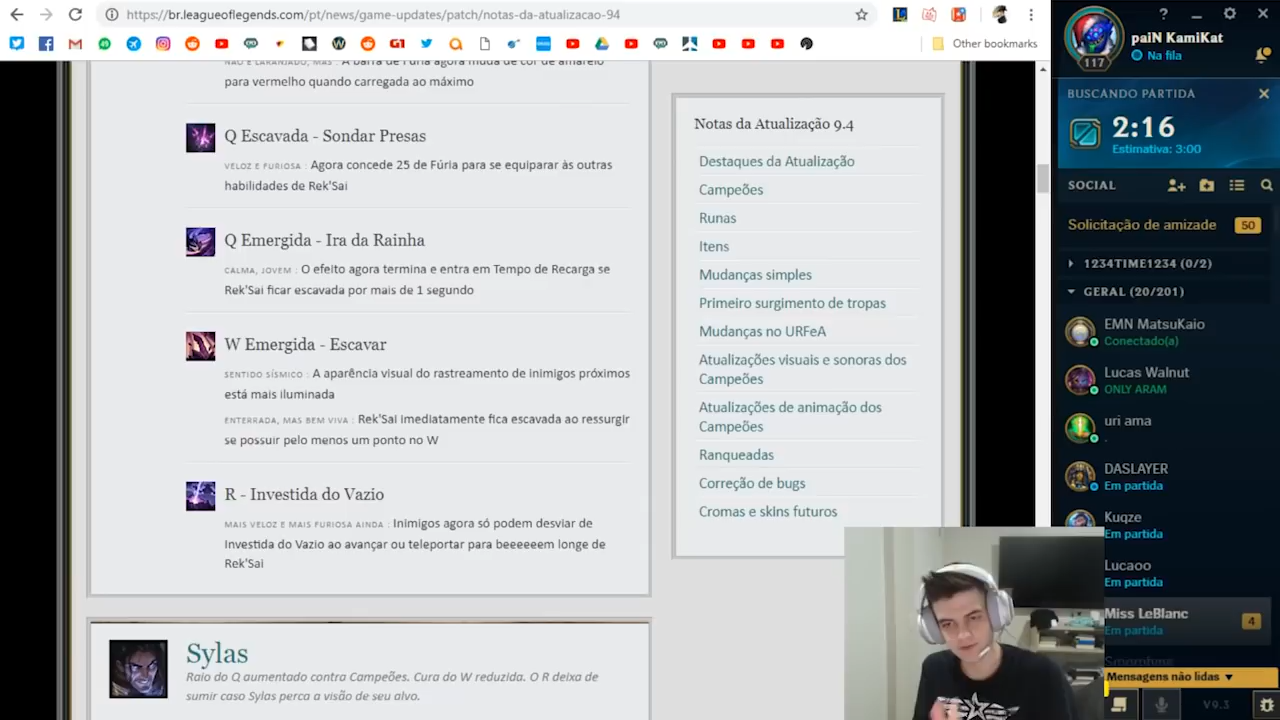 https://br.leagueoflegends.com/pt/news/game-updates/patch/notas-da-atualizacao-94
Other bookmarks
NÃO É LARANJADO, MAS : A barra de Fúria agora muda de cor de amarelo
para vermelho quando carregada ao máximo
Q Escavada - Sondar Presas
VELOZ E FURIOSA : Agora concede 25 de Fúria para se equiparar às outras
habilidades de Rek'Sai
Q Emergida - Ira da Rainha
CALMA, JOVEM : O efeito agora termina e entra em Tempo de Recarga se
Rek'Sai ficar escavada por mais de 1 segundo
W Emergida - Escavar
SENTIDO SÍSMICO : A aparência visual do rastreamento de inimigos próximos
está mais iluminada
ENTERRADA, MAS BEM VIVA : Rek'Sai imediatamente fica escavada ao ressurgir
se possuir pelo menos um ponto no W
R - Investida do Vazio
MAIS VELOZ E MAIS FURIOSA AINDA : Inimigos agora só podem desviar de
Investida do Vazio ao avançar ou teleportar para beeeeeem longe de
Rek'Sai
Sylas
Raio do Q aumentado contra Campeões. Cura do W reduzida. O R deixa de
sumir caso Sylas perca a visão de seu alvo.
Notas da Atualização 9.4
Destaques da Atualização
Campeões
Runas
Itens
Mudanças simples
Primeiro surgimento de tropas
Mudanças no URFeA
Atualizações visuais e sonoras dos
Campeões
Atualizações de animação dos
Campeões
Ranqueadas
Correção de bugs
Cromas e skins futuros
paiN KamiKat
Na fila
117
BUSCANDO PARTIDA
2:16
Estimativa: 3:00
SOCIAL
Solicitação de amizade 50
1234TIME1234 (0/2)
GERAL (20/201)
EMN MatsuKaio
Conectado(a)
Lucas Walnut
ONLY ARAM
uri ama
.
DASLAYER
Em partida
Kuqze
Em partida
Lucaoo
Em partida
Miss LeBlanc
Em partida
4
Mensagens não lidas
V9.3